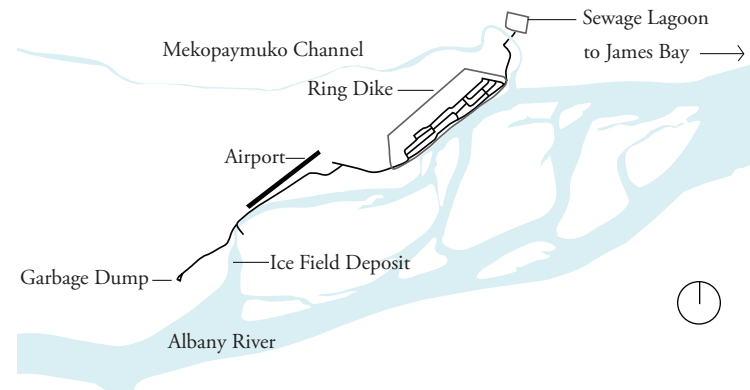 Sewage Lagoon
to James Bay
Mekopaymuko Channel
Ring Dike
Airport
Ice Field Deposit
Garbage Dump
Albany River